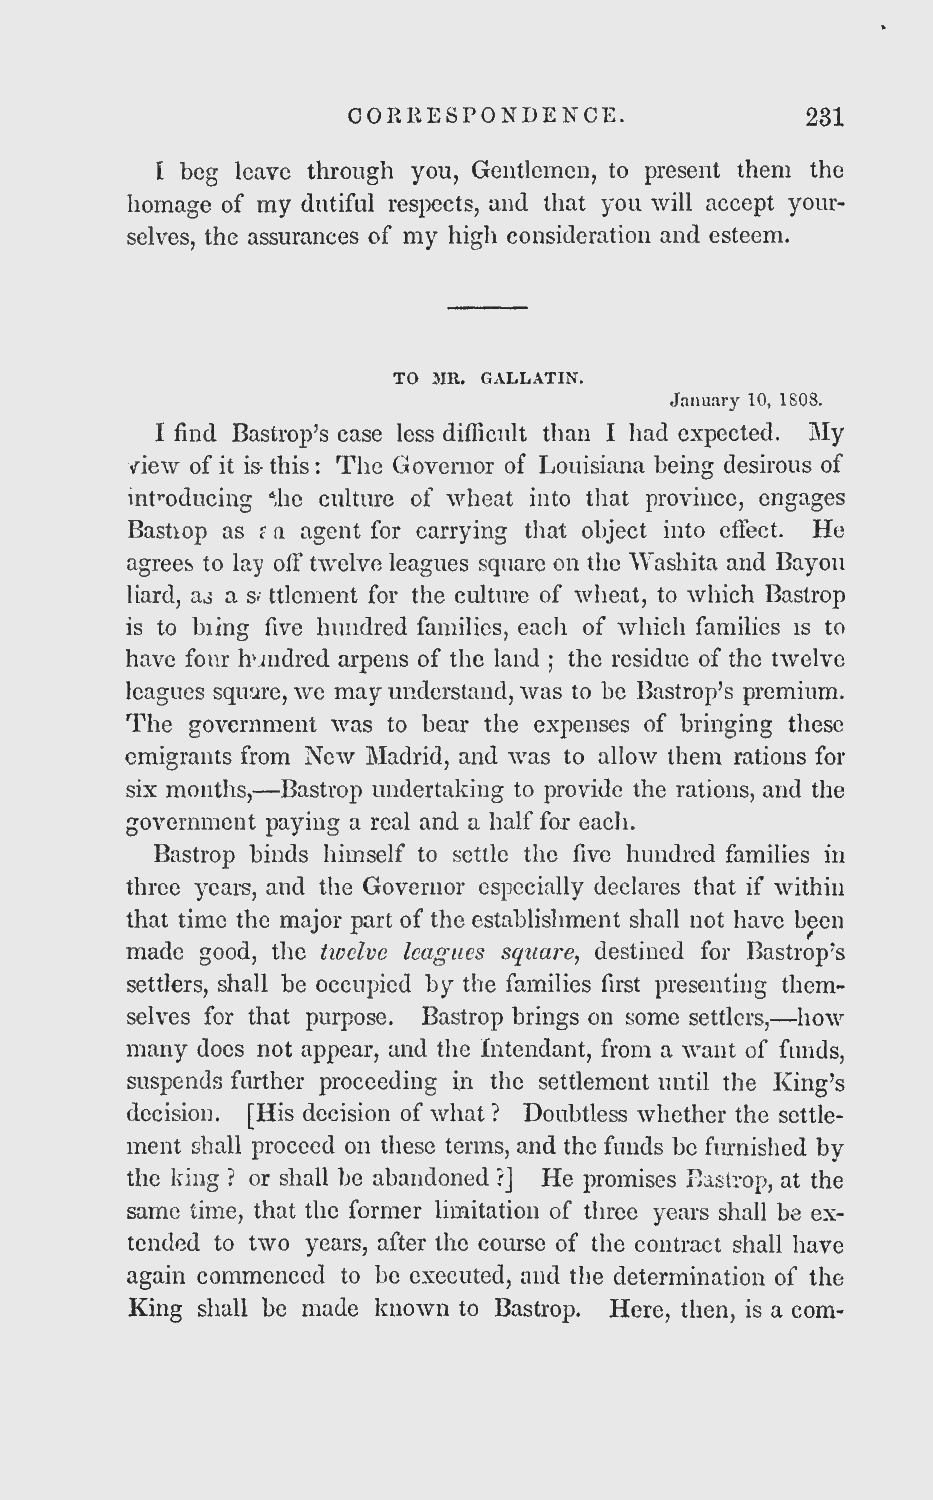 CORRESPONDENCE. 231
I beg leave through you, Gentlemen, to present them the
homage of my dutiful respects, and that you will accept your-
selves, the assurances of my high consideration and esteem.
TO MR. GALLATIN.
January 10, 1808.
I find Bastrop's case less difficult than I had expected. My
view of it is this: The Governor of Louisiana being desirous of
introducing the culture of wheat into that province, engages
Bastrop as an agent for carrying that object into effect. He
agrees to lay off twelve leagues square on the Washita and Bayou
liard, as a settlement for the culture of wheat, to which Bastrop
is to bring five hundred families, each of which families is to
have four hundred arpens of the land; the residue of the twelve
leagues square, we may understand, was to be Bastrop's premium.
The government was to bear the expenses of bringing these
emigrants from New Madrid, and was to allow them rations for
six months,—Bastrop undertaking to provide the rations, and the
government paying a real and a half for each.
Bastrop binds himself to settle the five hundred families in
three years, and the Governor especially declares that if within
that time the major part of the establishment shall not have been
made good, the twelve leagues square, destined for Bastrop's
settlers, shall be occupied by the families first presenting them-
selves for that purpose. Bastrop brings on some settlers,—how
many does not appear, and the Intendant, from a want of funds,
suspends further proceeding in the settlement until the King's
decision. [His decision of what? Doubtless whether the settle-
ment shall proceed on these terms, and the funds be furnished by
the king? or shall be abandoned?] He promises Bastrop, at the
same time, that the former limitation of three years shall be ex-
tended to two years, after the course of the contract shall have
again commenced to be executed, and the determination of the
King shall be made known to Bastrop. Here, then, is a com-